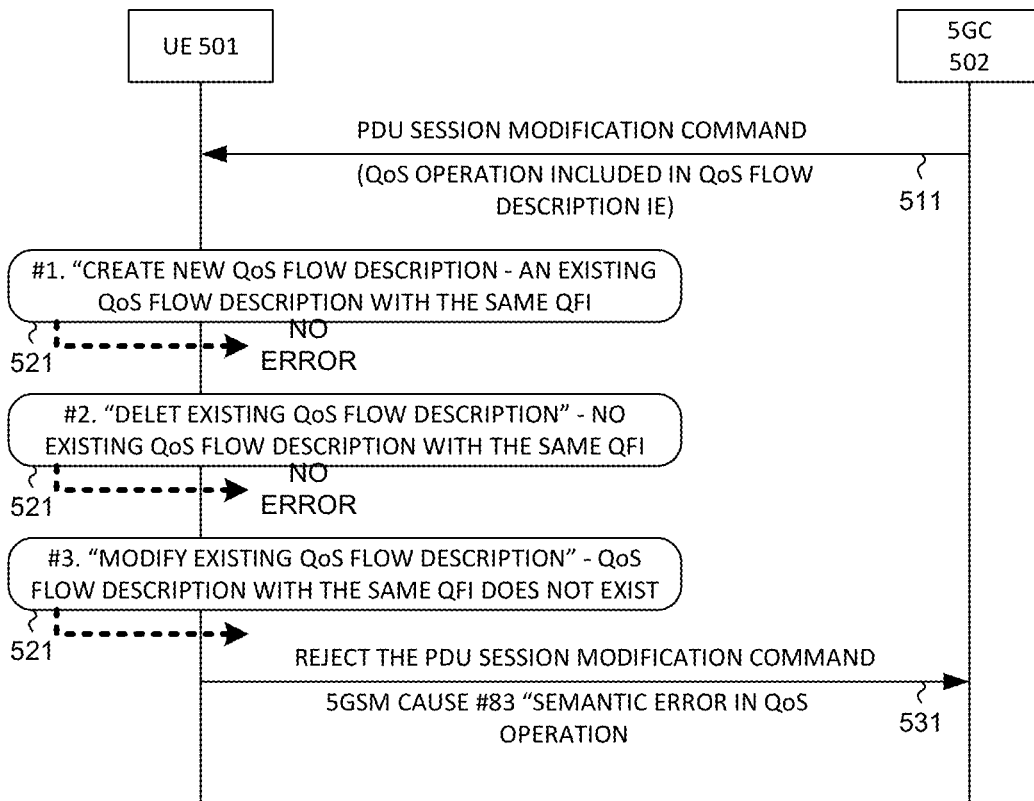 UE 501
5GC
502
PDU SESSION MODIFICATION COMMAND
(QoS OPERATION INCLUDED IN QoS FLOW
DESCRIPTION IE)
511
#1. “CREATE NEW QoS FLOW DESCRIPTION - AN EXISTING
QoS FLOW DESCRIPTION WITH THE SAME QFI
521
NO
ERROR
#2. “DELET EXISTING QoS FLOW DESCRIPTION” - NO
EXISTING QoS FLOW DESCRIPTION WITH THE SAME QFI
521
NO
ERROR
#3. “MODIFY EXISTING QoS FLOW DESCRIPTION” - QoS
FLOW DESCRIPTION WITH THE SAME QFI DOES NOT EXIST
521
REJECT THE PDU SESSION MODIFICATION COMMAND
5GSM CAUSE #83 “SEMANTIC ERROR IN QoS
OPERATION
531